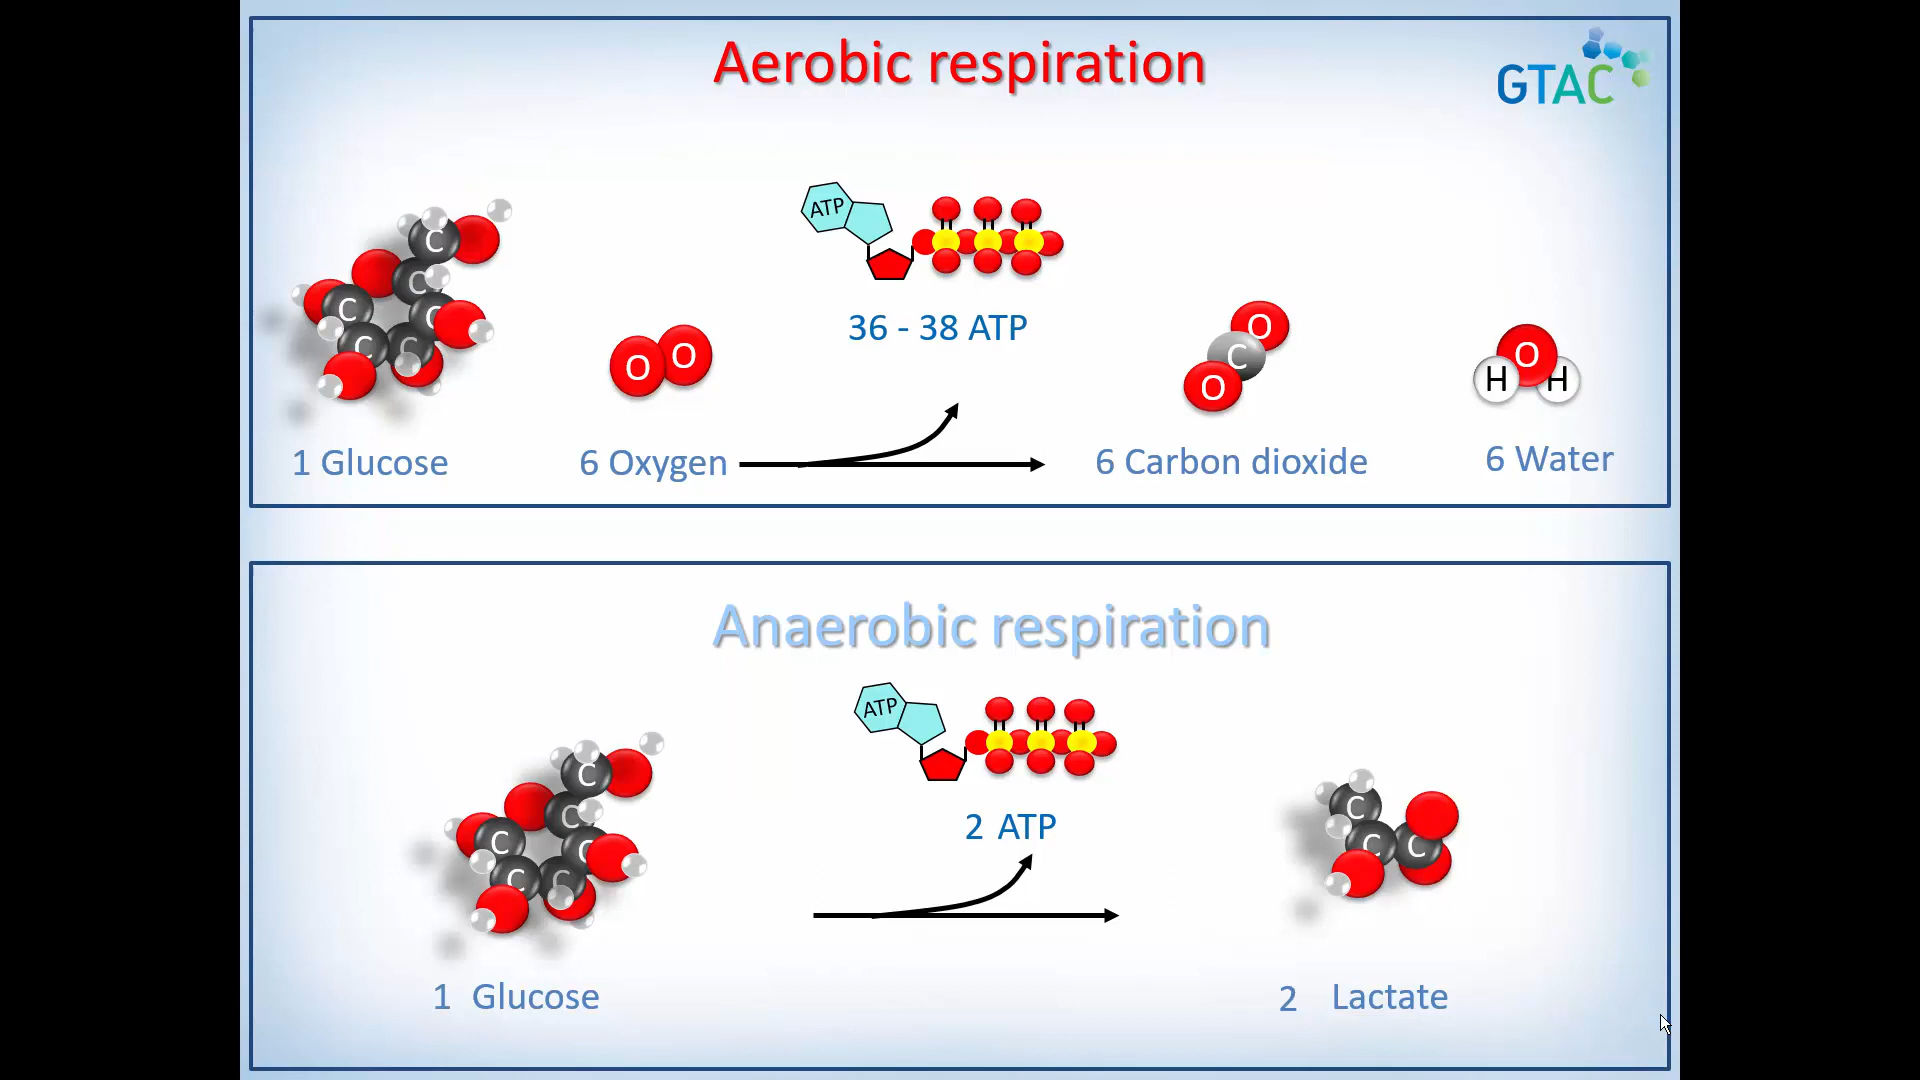 Aerobic respiration
GTAC
ATP
36 - 38 ATP
C
C
C
C
C
C
O O
O
C
O
O
H H
1 Glucose
6 Oxygen
6 Carbon dioxide
6 Water
Anaerobic respiration
ATP
2 ATP
C
C
C
C
C
C
C
C
C
1 Glucose
2 Lactate